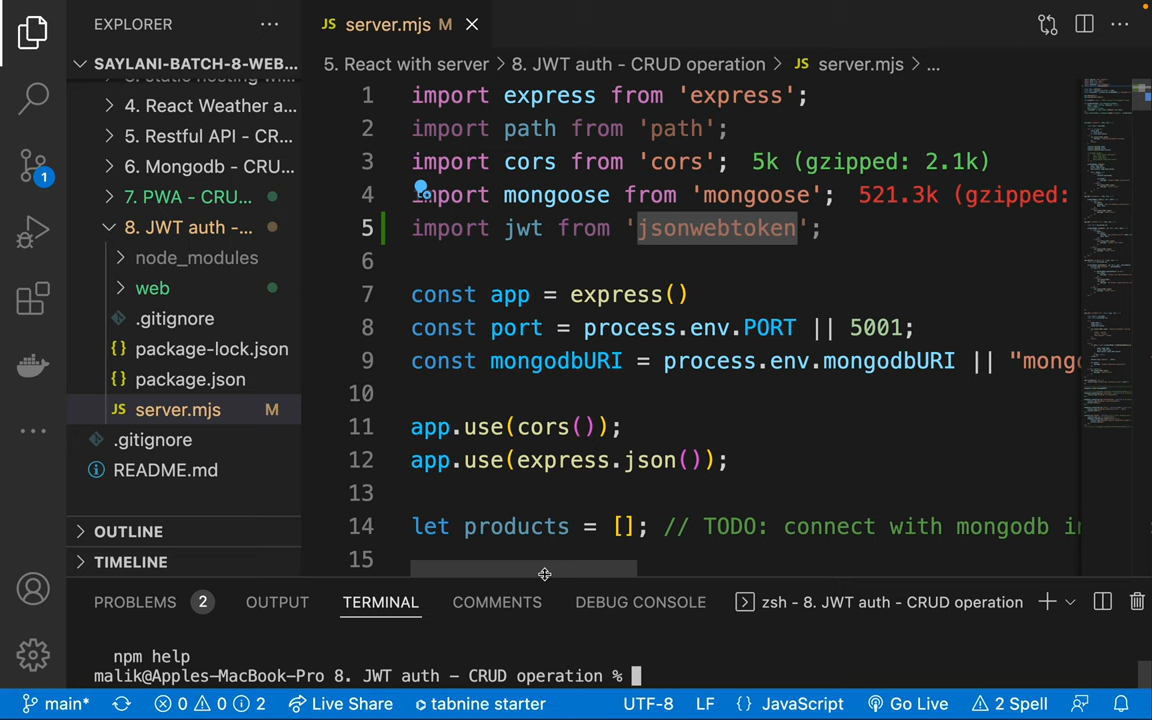 EXPLORER
SAYLANI-BATCH-8-WEB...
4. React Weather a...
5. Restful API - CR...
6. Mongodb - CRU...
7. PWA - CRU...
8. JWT auth -...
node_modules
web
.gitignore
{} package-lock.json
{} package.json
JS server.mjs M
.gitignore
README.md
OUTLINE
TIMELINE
1
JS server.mjs M
5. React with server > 8. JWT auth - CRUD operation > JS server.mjs > ...
1 import express from 'express';
2 import path from 'path';
3 import cors from 'cors'; 5k (gzipped: 2.1k)
4 import mongoose from 'mongoose'; 521.3k (gzipped:
5 import jwt from 'jsonwebtoken';
6
7 const app = express()
8 const port = process.env.PORT || 5001;
9 const mongodbURI = process.env.mongodbURI || "mong
10
11 app.use(cors());
12 app.use(express.json());
13
14 let products = []; // TODO: connect with mongodb i
15
PROBLEMS 2 OUTPUT TERMINAL COMMENTS DEBUG CONSOLE zsh - 8. JWT auth - CRUD operation
npm help
malik@Apples-MacBook-Pro 8. JWT auth - CRUD operation %
main* 0 0 2 Live Share tabnine starter UTF-8 LF {} JavaScript Go Live 2 Spell